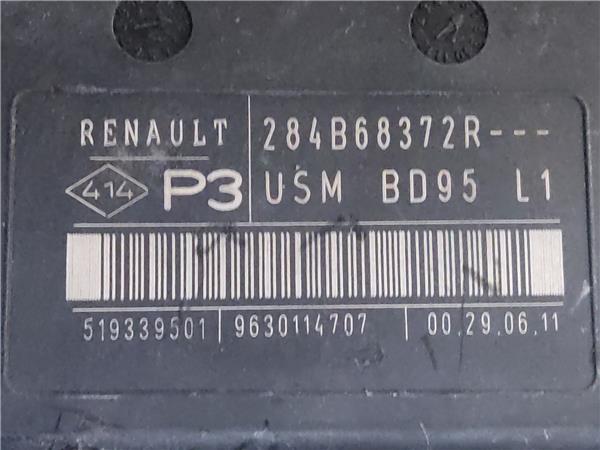 RENAULT 284B68372R---
414 P3 USM BD95 L1
519339501 9630114707 00.29.06.11